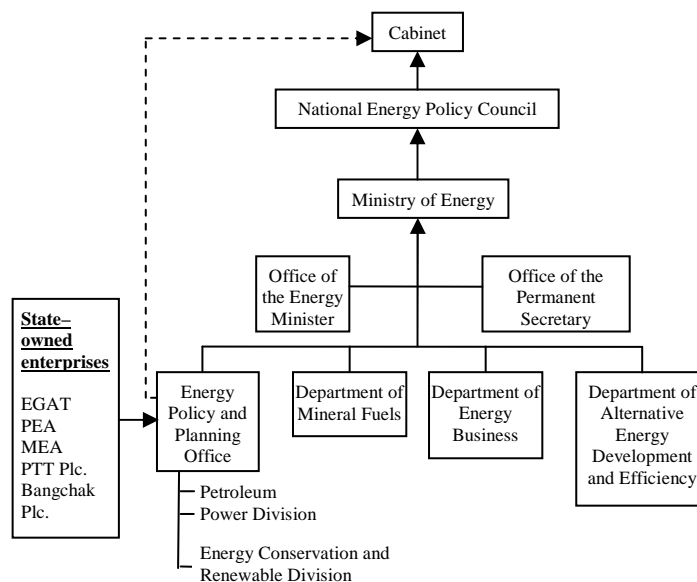 Cabinet
National Energy Policy Council
Ministry of Energy
Office of
the Energy
Minister
Office of the
Permanent
Secretary
State–
owned
enterprises
EGAT
PEA
MEA
PTT Plc.
Bangchak
Plc.
Energy
Policy and
Planning
Office
Department of
Mineral Fuels
Department of
Energy
Business
Department of
Alternative
Energy
Development
and Efficiency
Petroleum
Power Division
Energy Conservation and
Renewable Division